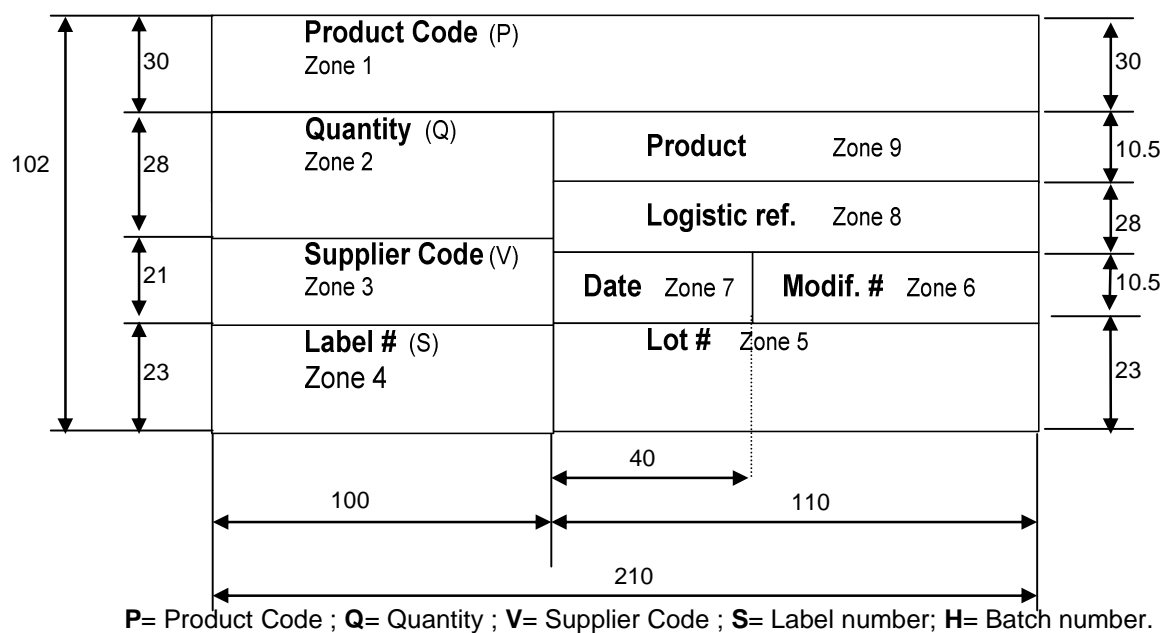 Product Code (P)
Zone 1
30
30
Quantity (Q)
Zone 2
Product Zone 9
10.5
102
28
Logistic ref. Zone 8
28
Supplier Code (V)
Zone 3
21
Date Zone 7 Modif. # Zone 6
10.5
Label # (S)
Zone 4
Lot # Zone 5
23
23
40
100
110
210
P= Product Code ; Q= Quantity ; V= Supplier Code ; S= Label number; H= Batch number.